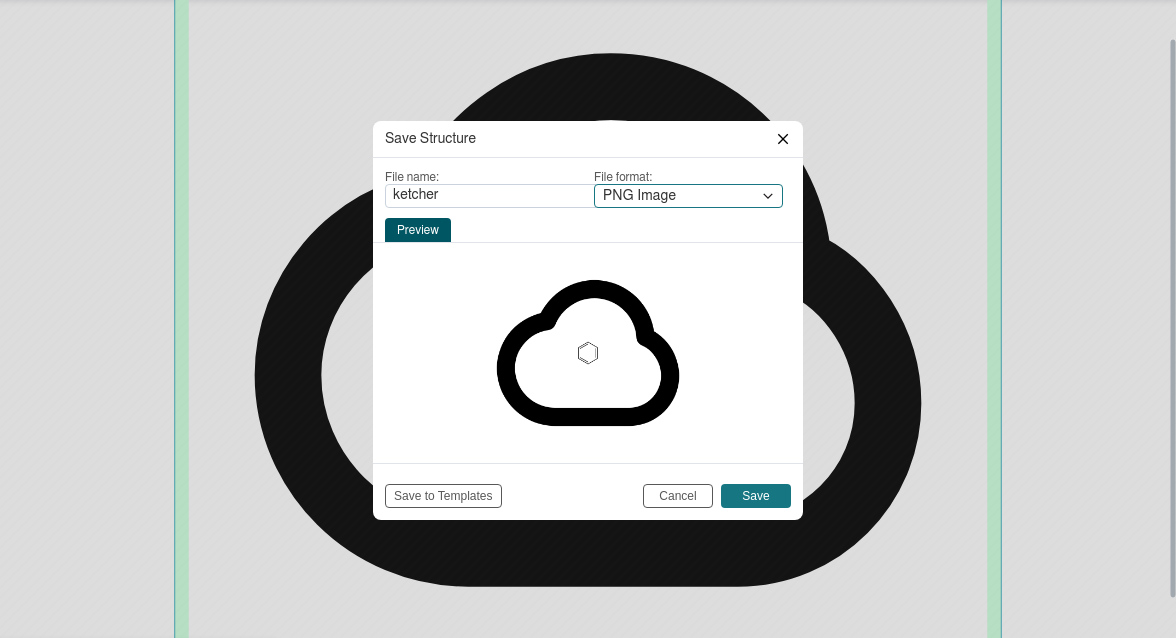 Save Structure
File name:
File format:
ketcher
PNG Image
Preview
Save to Templates
Cancel
Save